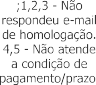 ;1,2,3 - Não
respondeu e-mail
de homologação.
4,5 - Não atende
a condição de
pagamento/prazo